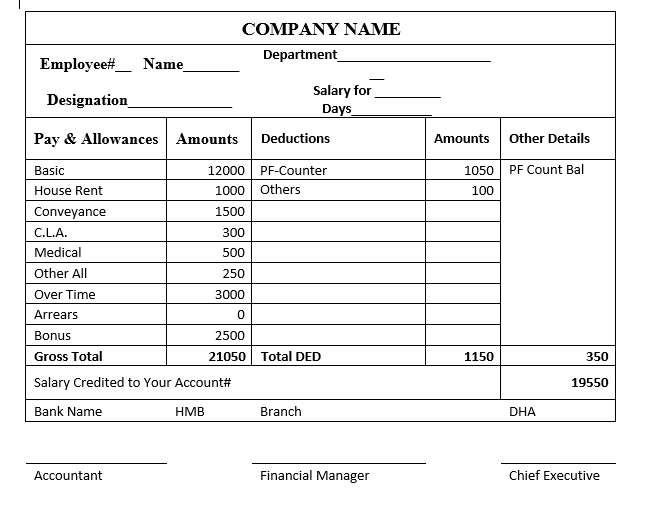 COMPANY NAME
Employee#__ Name_______ Department____________________
Designation_____________ Salary for _________
Days__________
Pay & Allowances Amounts Deductions Amounts Other Details
Basic 12000 PF-Counter 1050 PF Count Bal
House Rent 1000 Others 100
Conveyance 1500
C.L.A. 300
Medical 500
Other All 250
Over Time 3000
Arrears 0
Bonus 2500
Gross Total 21050 Total DED 1150 350
Salary Credited to Your Account# 19550
Bank Name HMB Branch DHA
Accountant Financial Manager Chief Executive